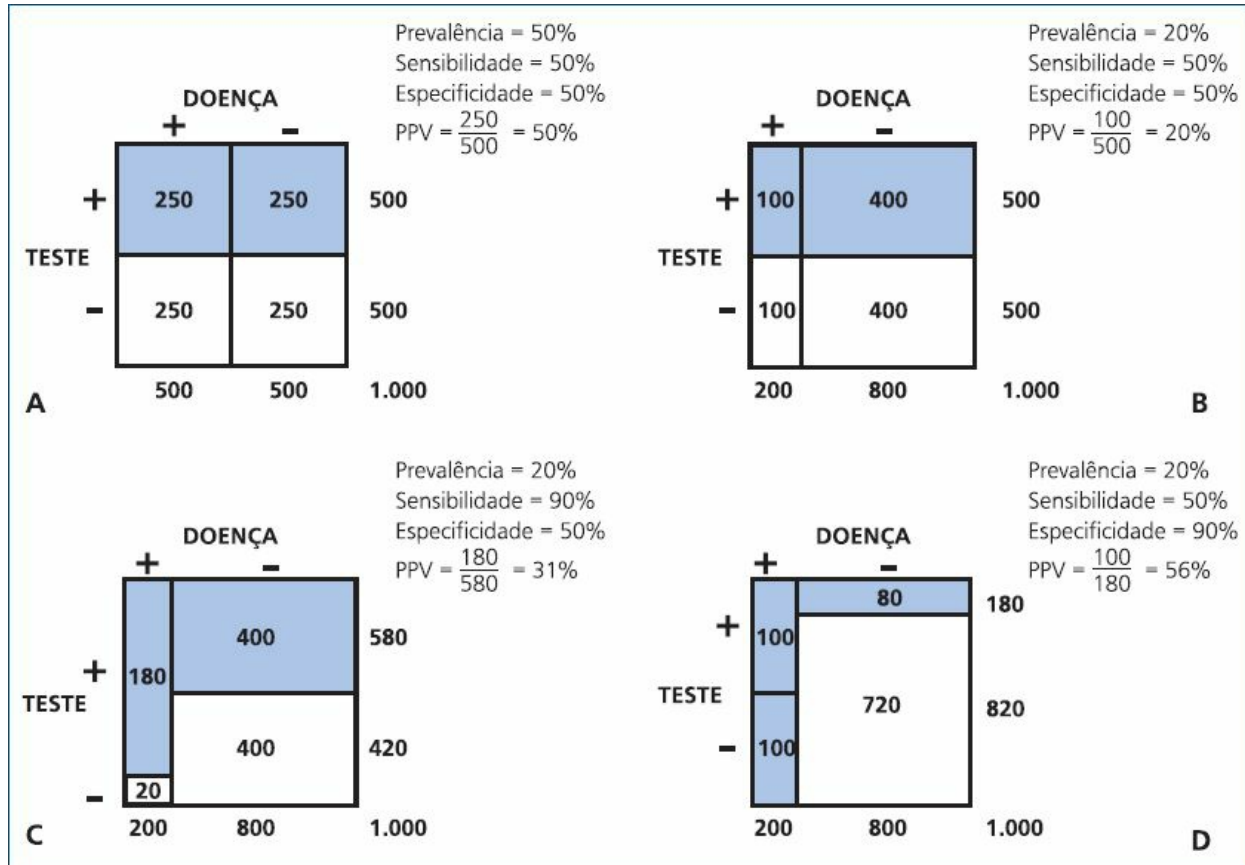 Prevalência = 50%
Sensibilidade = 50%
Especificidade = 50%
PPV = 250/500 = 50%
DOENÇA
+ -
+ 250 250 500
TESTE
- 250 250 500
500 500 1.000
A
Prevalência = 20%
Sensibilidade = 50%
Especificidade = 50%
PPV = 100/500 = 20%
DOENÇA
+ -
+ 100 400 500
TESTE
- 100 400 500
200 800 1.000
B
Prevalência = 20%
Sensibilidade = 90%
Especificidade = 50%
PPV = 180/580 = 31%
DOENÇA
+ -
+ 180 400 580
TESTE
- 20 400 420
200 800 1.000
C
Prevalência = 20%
Sensibilidade = 50%
Especificidade = 90%
PPV = 100/180 = 56%
DOENÇA
+ -
+ 100 80 180
TESTE
- 100 720 820
200 800 1.000
D